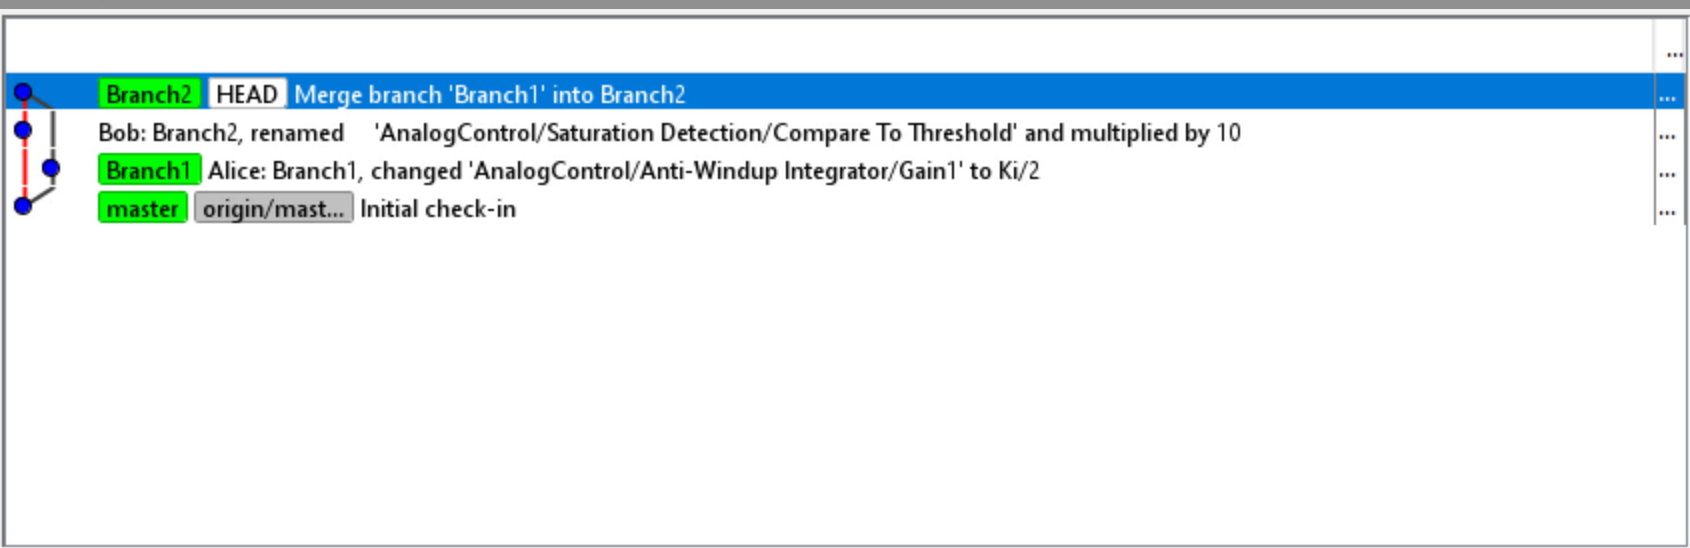 ...
Branch2 HEAD Merge branch 'Branch1' into Branch2 ...
Bob: Branch2, renamed 'AnalogControl/Saturation Detection/Compare To Threshold' and multiplied by 10 ...
Branch1 Alice: Branch1, changed 'AnalogControl/Anti-Windup Integrator/Gain1' to Ki/2 ...
master origin/mast... Initial check-in ...